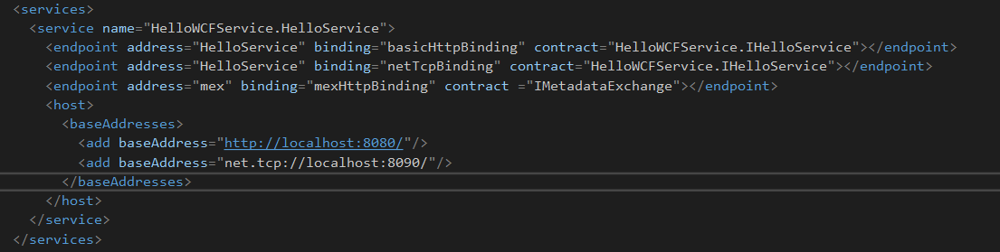 <services>
<service name="HelloWCFService.HelloService">
<endpoint address="HelloService" binding="basicHttpBinding" contract="HelloWCFService.IHelloService"></endpoint>
<endpoint address="HelloService" binding="netTcpBinding" contract="HelloWCFService.IHelloService"></endpoint>
<endpoint address="mex" binding="mexHttpBinding" contract ="IMetadataExchange"></endpoint>
<host>
<baseAddresses>
<add baseAddress="http://localhost:8080/"/>
<add baseAddress="net.tcp://localhost:8090/"/>
</baseAddresses>
</host>
</service>
</services>